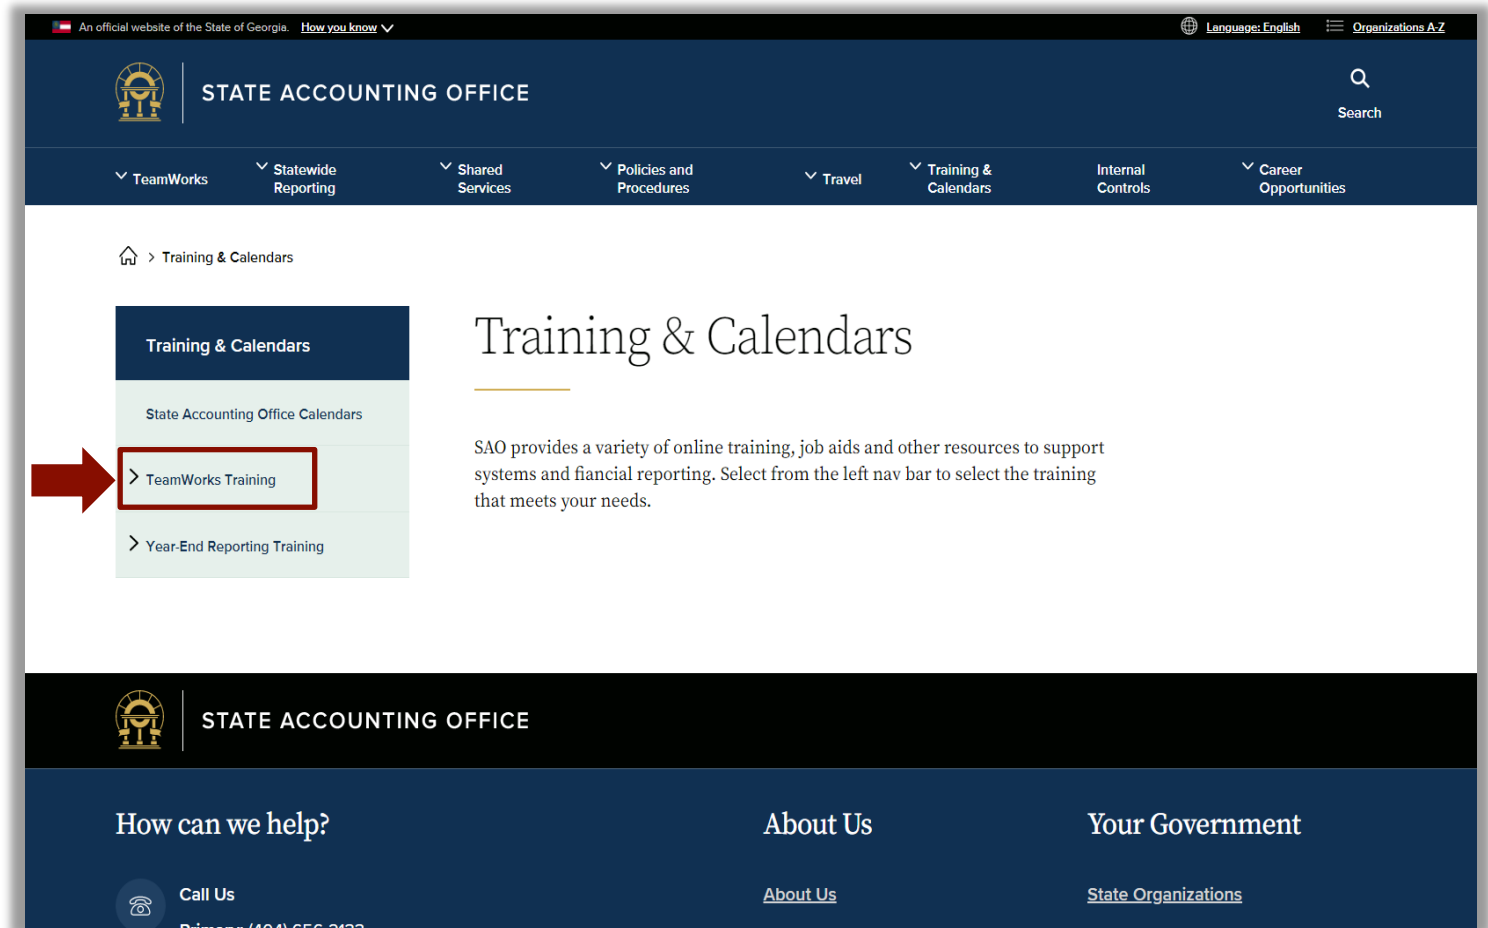 An official website of the State of Georgia. How you know
Language: English
Organizations A-Z
STATE ACCOUNTING OFFICE
Search
TeamWorks
Statewide
Reporting
Shared
Services
Policies and
Procedures
Travel
Training &
Calendars
Internal
Controls
Career
Opportunities
> Training & Calendars
Training & Calendars
State Accounting Office Calendars
TeamWorks Training
Year-End Reporting Training
Training & Calendars
SAO provides a variety of online training, job aids and other resources to support
systems and fiancial reporting. Select from the left nav bar to select the training
that meets your needs.
STATE ACCOUNTING OFFICE
How can we help?
Call Us
Primary: (404) 656-2133
About Us
About Us
Your Government
State Organizations